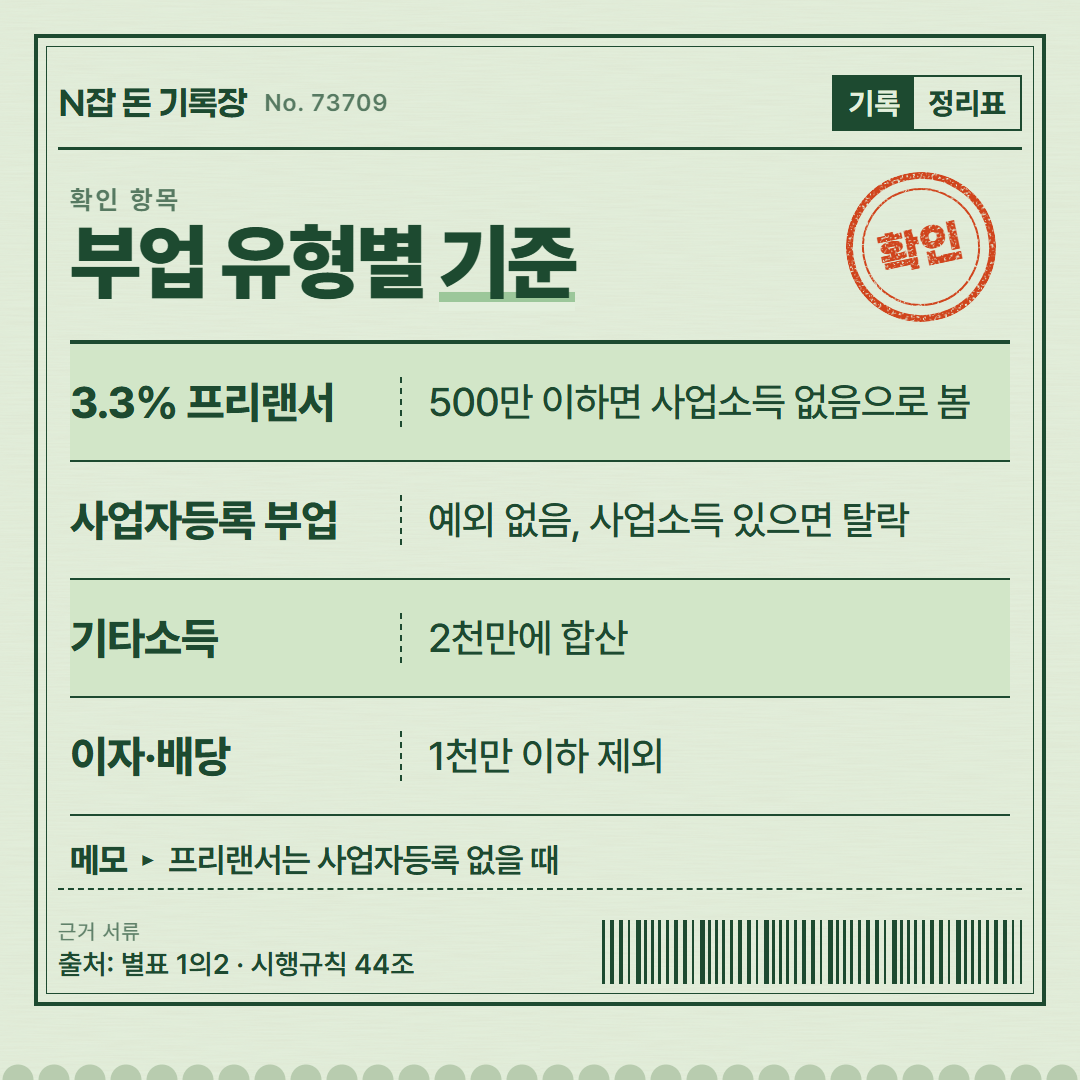 N잡 돈 기록장 No. 73709
기록 정리표
확인 항목
부업 유형별 기준
확인
3.3% 프리랜서 500만 이하면 사업소득 없음으로 봄
사업자등록 부업 예외 없음, 사업소득 있으면 탈락
기타소득 2천만에 합산
이자·배당 1천만 이하 제외
메모 ▸ 프리랜서는 사업자등록 없을 때
근거 서류
출처: 별표 1의2 · 시행규칙 44조